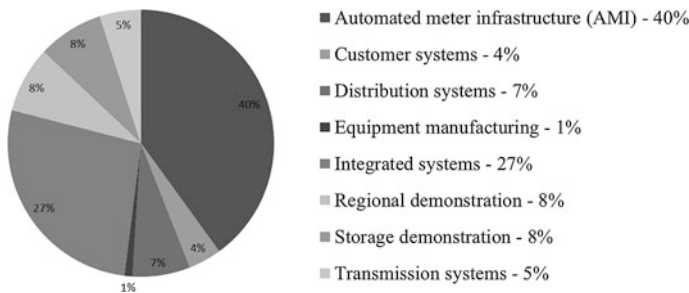 5%
8%
8%
40%
27%
4%
7%
1%
Automated meter infrastructure (AMI) - 40%
Customer systems - 4%
Distribution systems - 7%
Equipment manufacturing - 1%
Integrated systems - 27%
Regional demonstration - 8%
Storage demonstration - 8%
Transmission systems - 5%